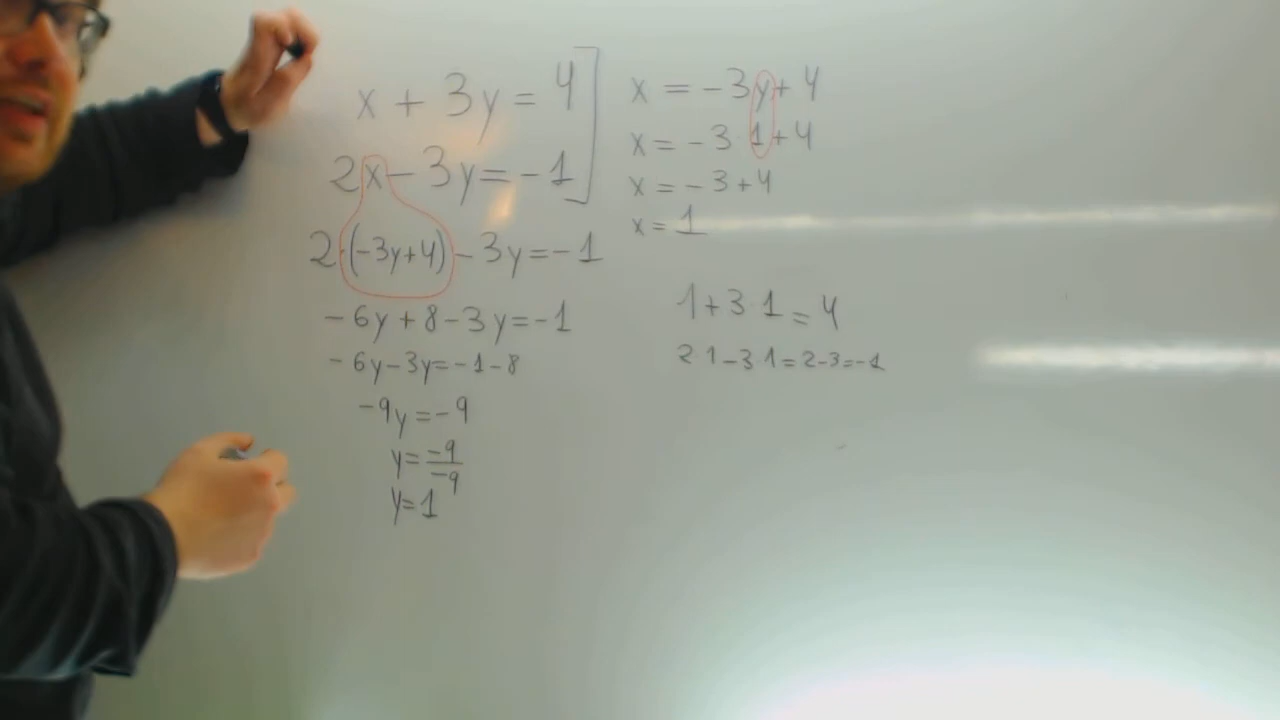 x + 3y = 4
2x - 3y = -1
2·(-3y+4) - 3y = -1
-6y + 8 - 3y = -1
-6y - 3y = -1 - 8
-9y = -9
y = -9/-9
y = 1
x = -3y + 4
x = -3 1 + 4
x = -3 + 4
x = 1
1 + 3 1 = 4
2 1 - 3 1 = 2 - 3 = -1